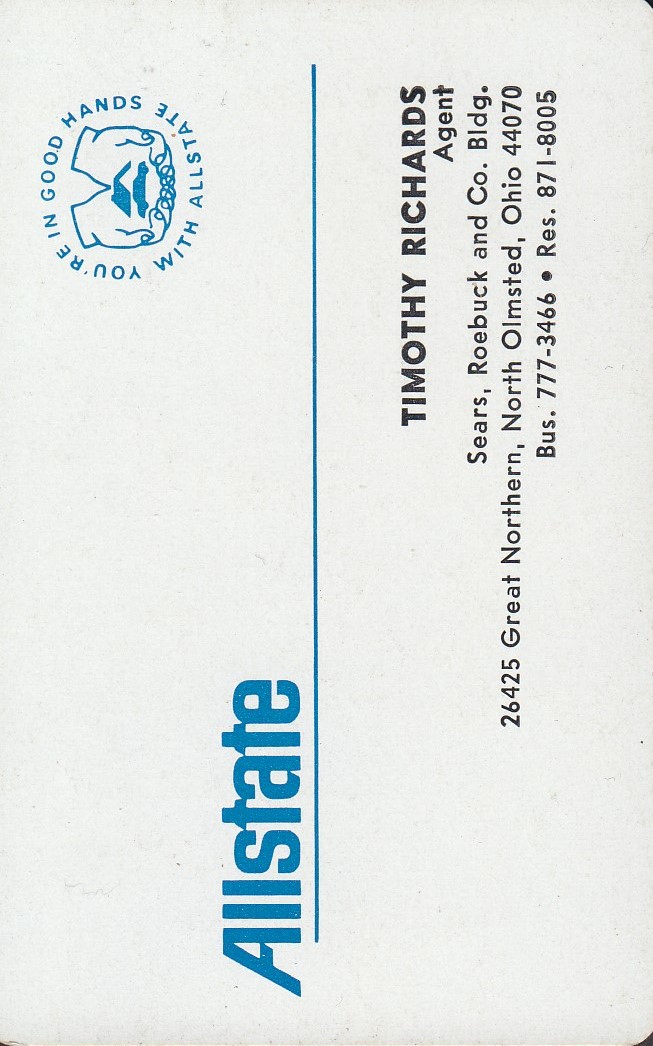 YOU'RE IN GOOD HANDS WITH ALLSTATE
Allstate
TIMOTHY RICHARDS
Agent
Sears, Roebuck and Co. Bldg.
26425 Great Northern, North Olmsted, Ohio 44070
Bus. 777-3466 • Res. 871-8005